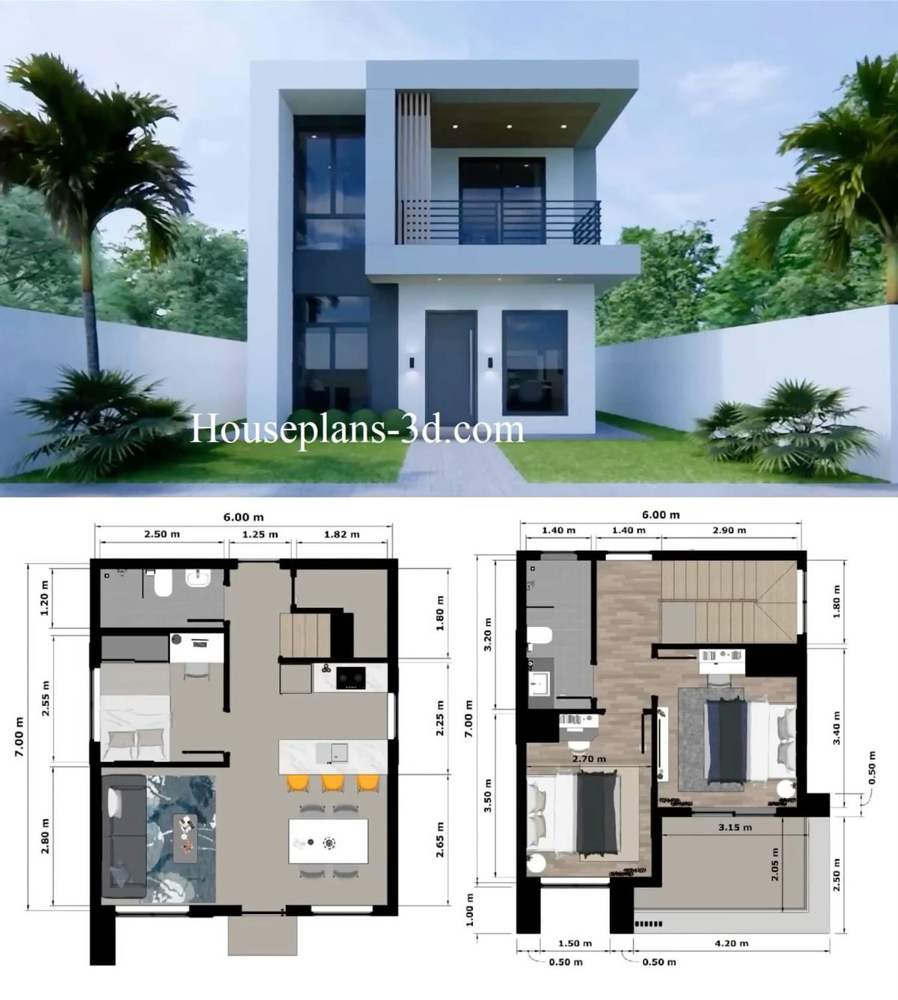 Houseplans-3d.com
6.00 m
2.50 m
1.25 m
1.82 m
1.20 m
1.80 m
2.55 m
2.25 m
7.00 m
2.80 m
2.65 m
6.00 m
1.40 m
1.40 m
2.90 m
1.80 m
3.20 m
7.00 m
3.40 m
2.70 m
0.50 m
3.50 m
3.15 m
2.05 m
2.50 m
1.00 m
1.50 m
4.20 m
0.50 m
0.50 m